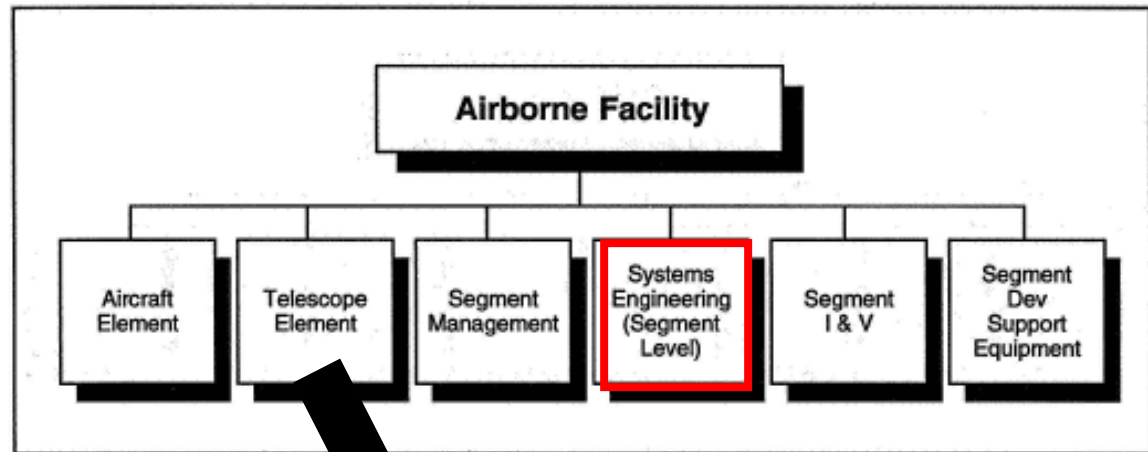 Airborne Facility
Aircraft
Element
Telescope
Element
Segment
Management
Systems
Engineering
(Segment
Level)
Segment
I & V
Segment
Dev
Support
Equipment